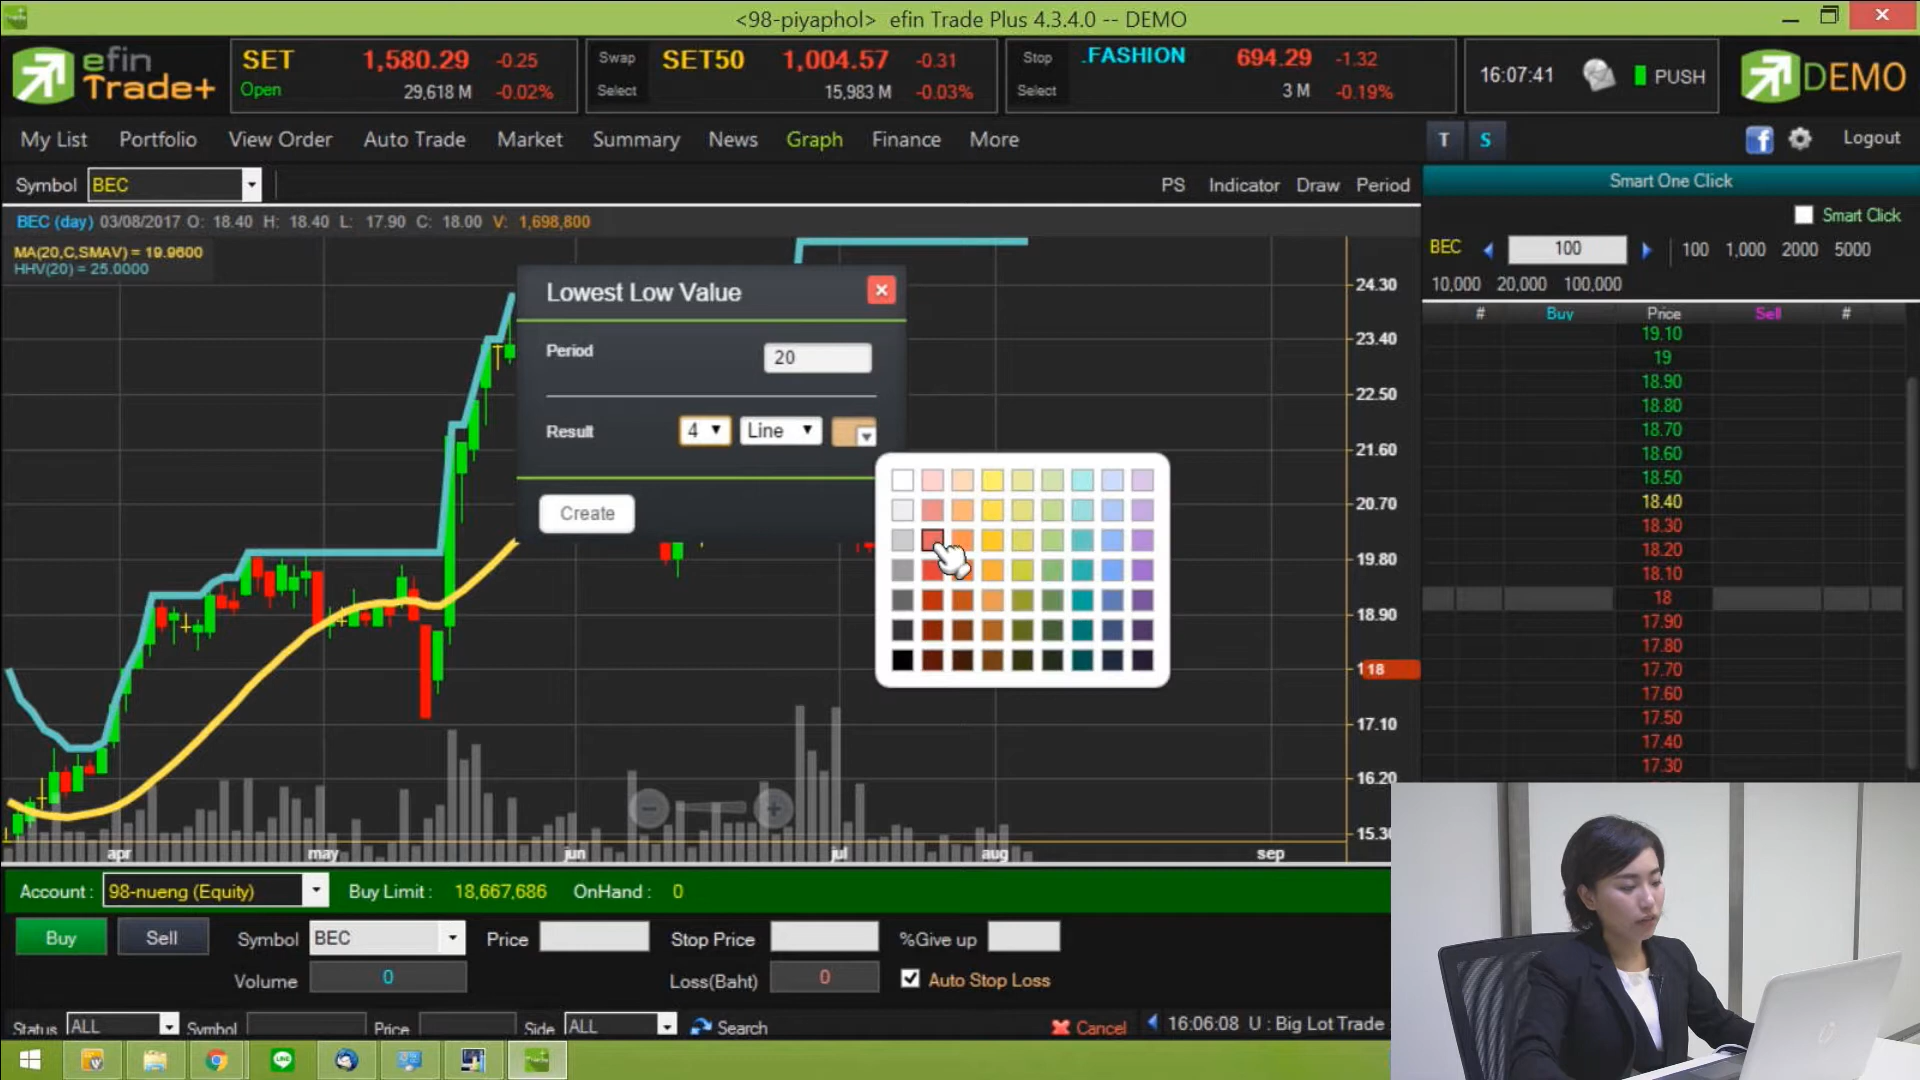 <98-piyaphol> efin Trade Plus 4.3.4.0 -- DEMO
efin Trade+
SET 1,580.29 -0.25
Open 29,618 M -0.02%
Swap SET50 1,004.57 -0.31
Select 15,983 M -0.03%
Stop .FASHION 694.29 -1.32
Select 3 M -0.19%
16:07:41 PUSH
DEMO
My List Portfolio View Order Auto Trade Market Summary News Graph Finance More
T S f Logout
Symbol BEC PS Indicator Draw Period
Smart One Click
BEC (day) 03/08/2017 O: 18.40 H: 18.40 L: 17.90 C: 18.00 V: 1,698,800
MA(20,C,SMAV) = 19.9600
HHV(20) = 25.0000
Smart Click
BEC 100 100 1,000 2000 5000
10,000 20,000 100,000
# Buy Price Sell #
19.10
19
18.90
18.80
18.70
18.60
18.50
18.40
18.30
18.20
18.10
18
17.90
17.80
17.70
17.60
17.50
17.40
17.30
Lowest Low Value
Period 20
Result 4 Line
Create
24.30
23.40
22.50
21.60
20.70
19.80
18.90
18
17.10
16.20
15.30
apr may jun jul aug sep
Account : 98-nueng (Equity) Buy Limit : 18,667,686 OnHand : 0
Buy Sell Symbol BEC Price Stop Price %Give up
Volume 0 Loss(Baht) 0 Auto Stop Loss
Status ALL Symbol Price Side ALL Search Cancel 16:06:08 U : Big Lot Trade
LINE